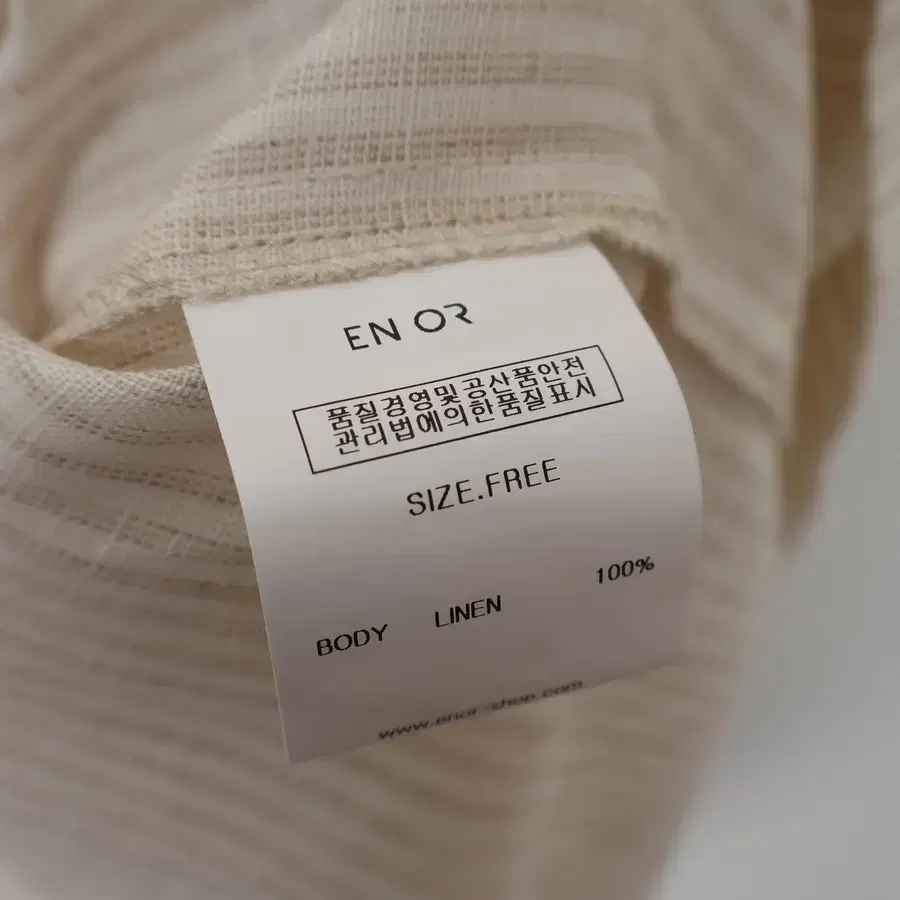 EN OR
품질경영및공산품안전
관리법에의한품질표시
SIZE.FREE
BODY LINEN 100%
www.enor-shop.com